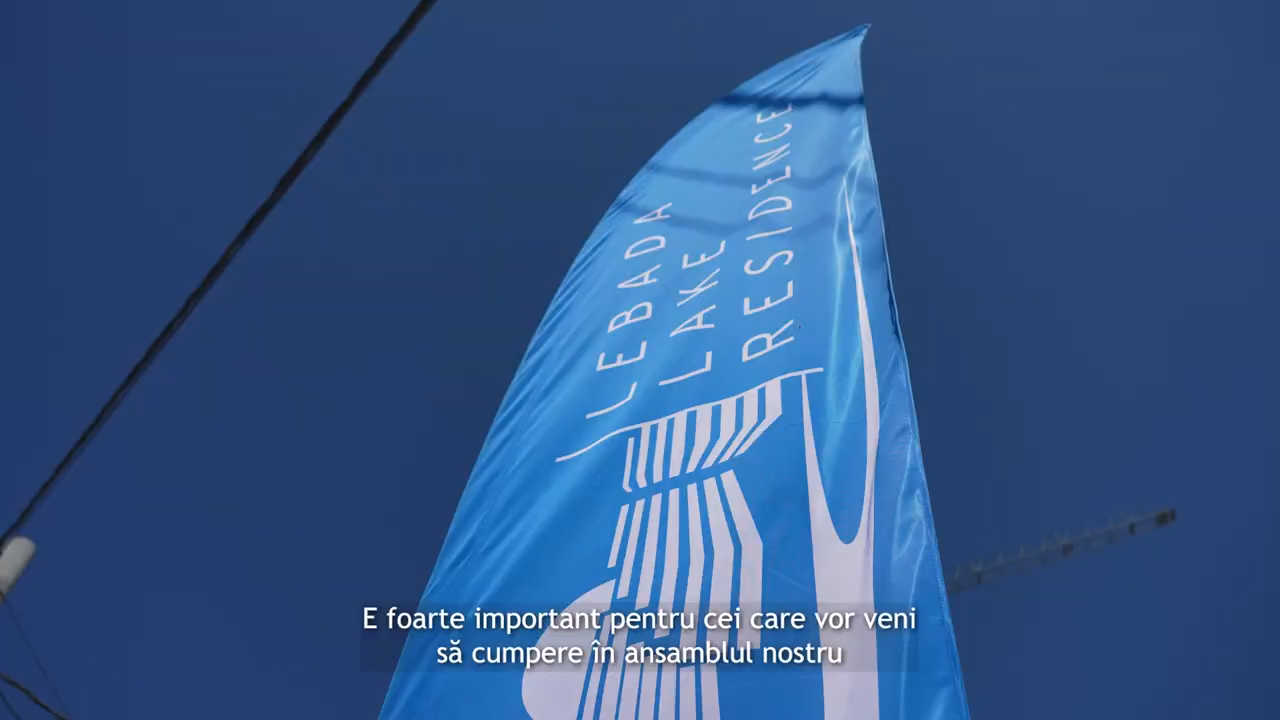 LEBADA
LAKE
RESIDENCE
E foarte important pentru cei care vor veni
să cumpere în ansamblul nostru